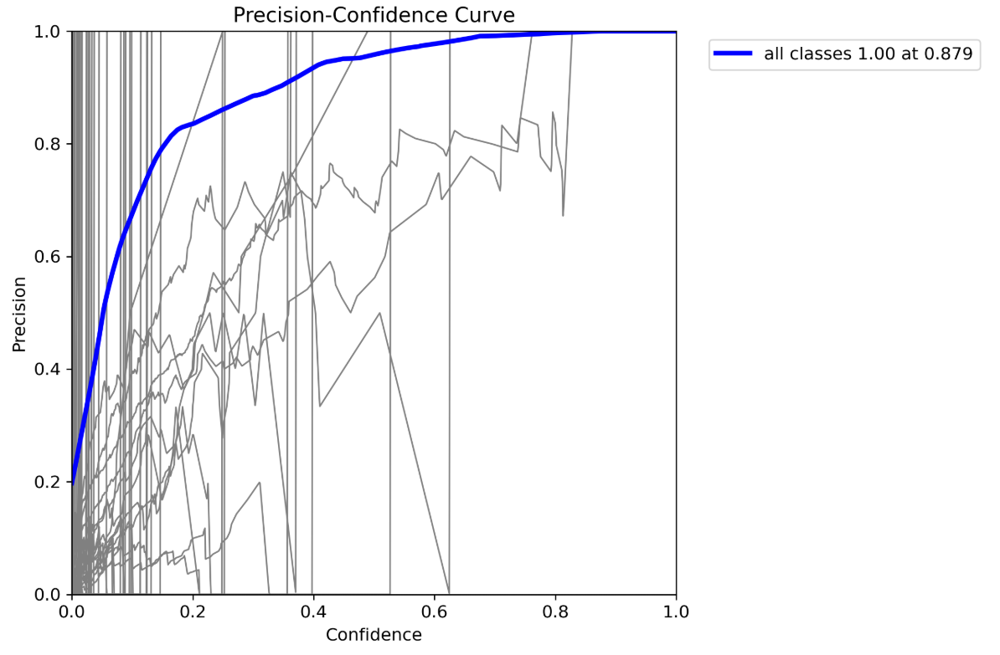 Precision-Confidence Curve
all classes 1.00 at 0.879
Precision
1.0
0.8
0.6
0.4
0.2
0.0
0.0 0.2 0.4 0.6 0.8 1.0
Confidence